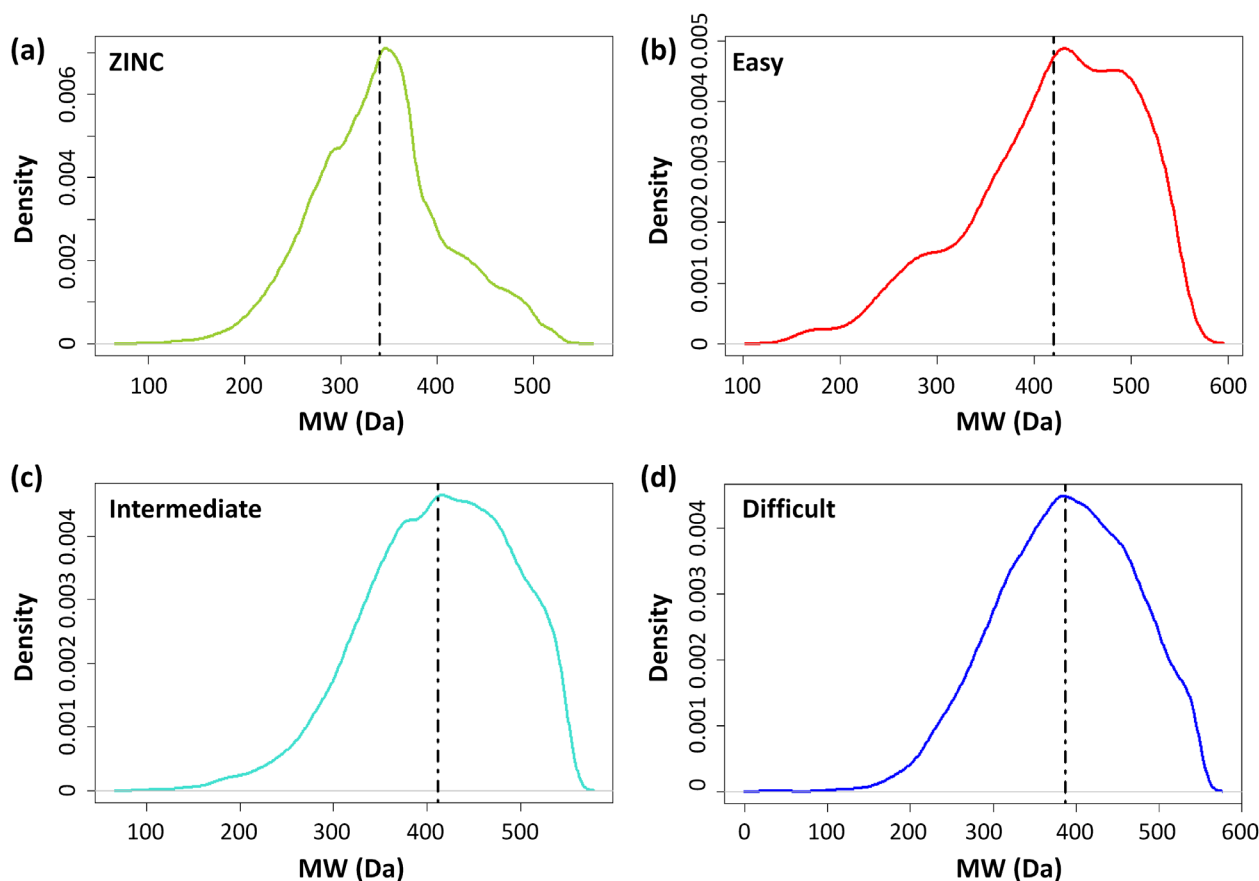 (a)
ZINC
Density
0 0.002 0.004 0.006
100 200 300 400 500
MW (Da)
(b)
Easy
Density
0 0.001 0.002 0.003 0.004 0.005
100 200 300 400 500 600
MW (Da)
(c)
Intermediate
Density
0 0.001 0.002 0.003 0.004
100 200 300 400 500
MW (Da)
(d)
Difficult
Density
0 0.001 0.002 0.003 0.004
0 100 200 300 400 500 600
MW (Da)